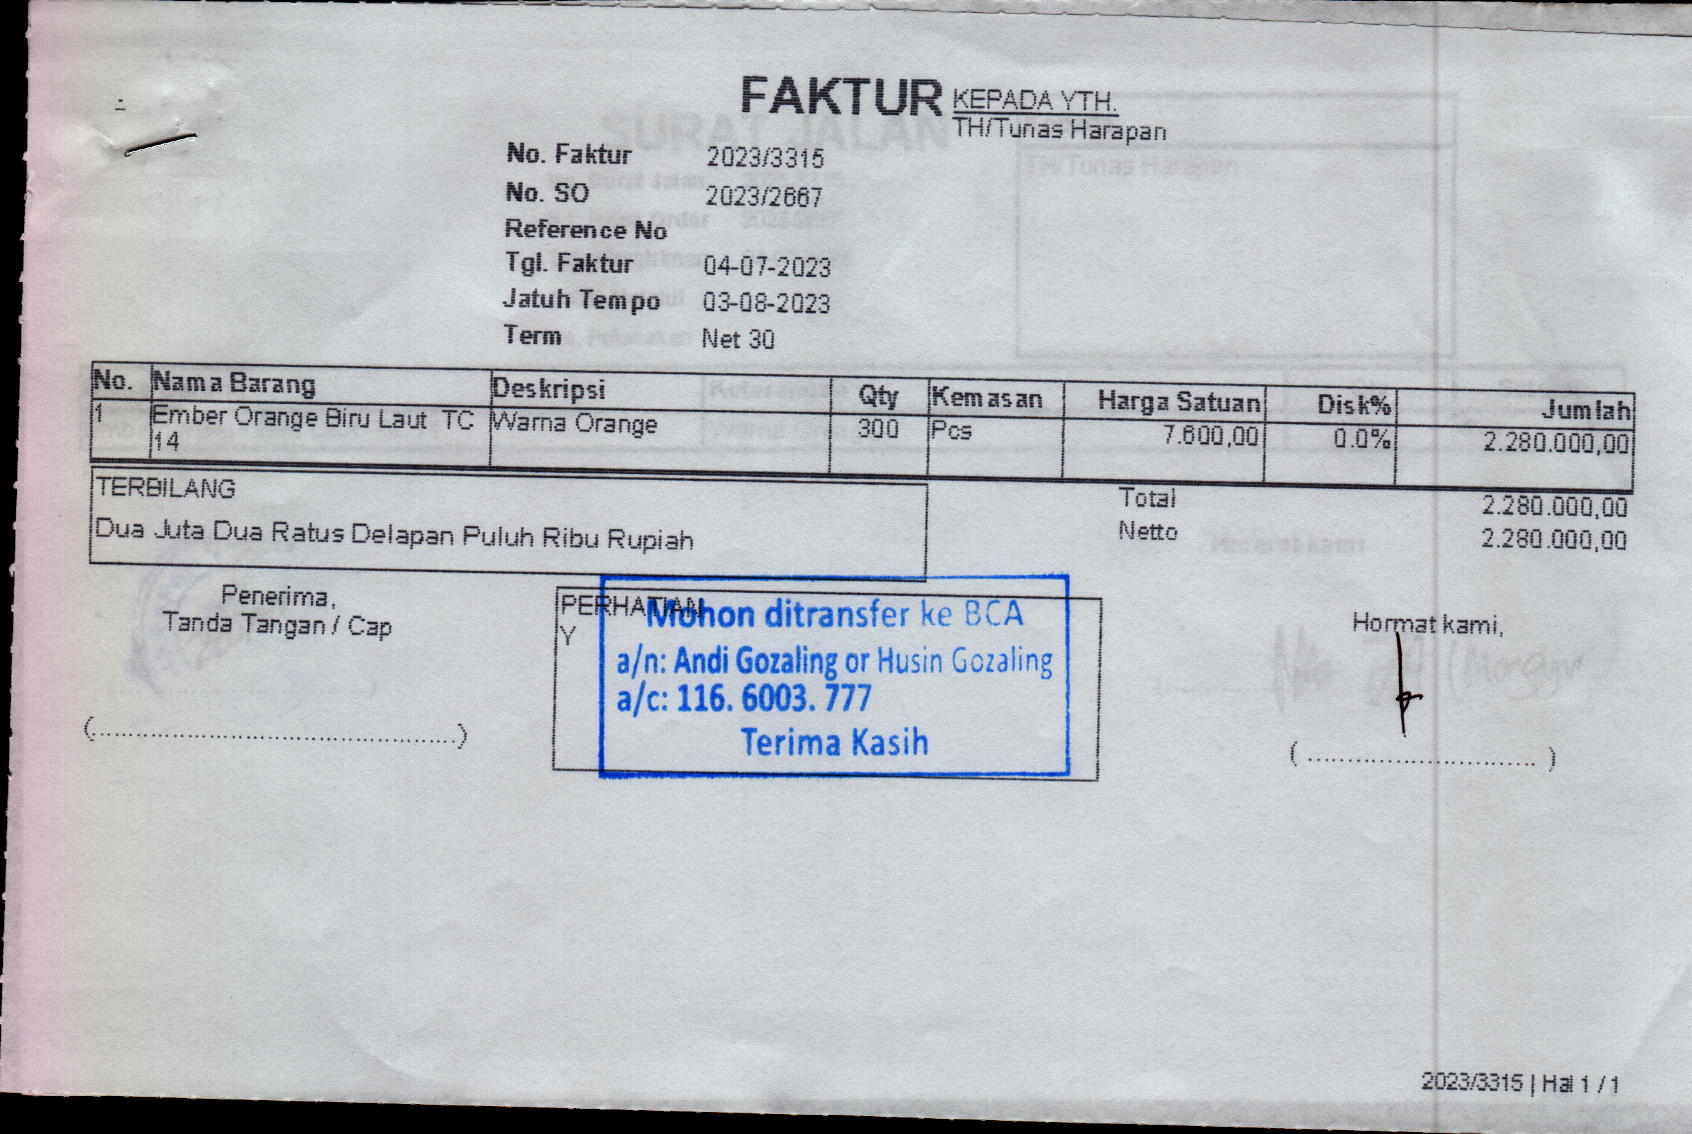 FAKTUR
KEPADA YTH.
TH/Tunas Harapan
No. Faktur 2023/3315
No. SO 2023/2667
Reference No
Tgl. Faktur 04-07-2023
Jatuh Tempo 03-08-2023
Term Net 30
No. Nama Barang Deskripsi Qty Kemasan Harga Satuan Disk% Jumlah
1 Ember Orange Biru Laut TC Warna Orange 300 Pcs 7.600,00 0.0% 2.280.000,00
14
TERBILANG
Dua Juta Dua Ratus Delapan Puluh Ribu Rupiah
Total 2.280.000,00
Netto 2.280.000,00
Penerima,
Tanda Tangan / Cap
(..............................................)
PERHATIAN
Y
Mohon ditransfer ke BCA
a/n: Andi Gozaling or Husin Gozaling
a/c: 116. 6003. 777
Terima Kasih
Hormat kami,
( ............................. )
2023/3315 | Hal 1 / 1
SURAT JALAN
TH/Tunas Harapan